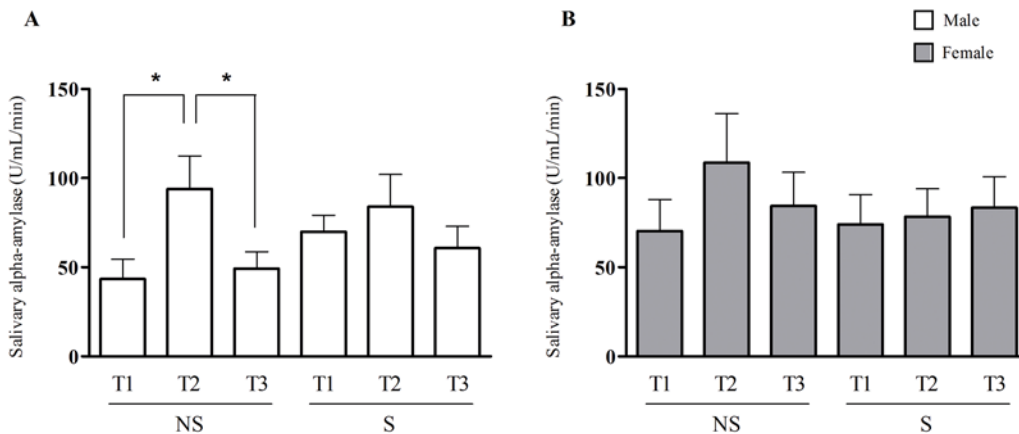 A
B
Male
Female
* *
Salivary alpha-amylase (U/mL/min)
150
100
50
0
T1 T2 T3 T1 T2 T3
NS S
Salivary alpha-amylase (U/mL/min)
150
100
50
0
T1 T2 T3 T1 T2 T3
NS S